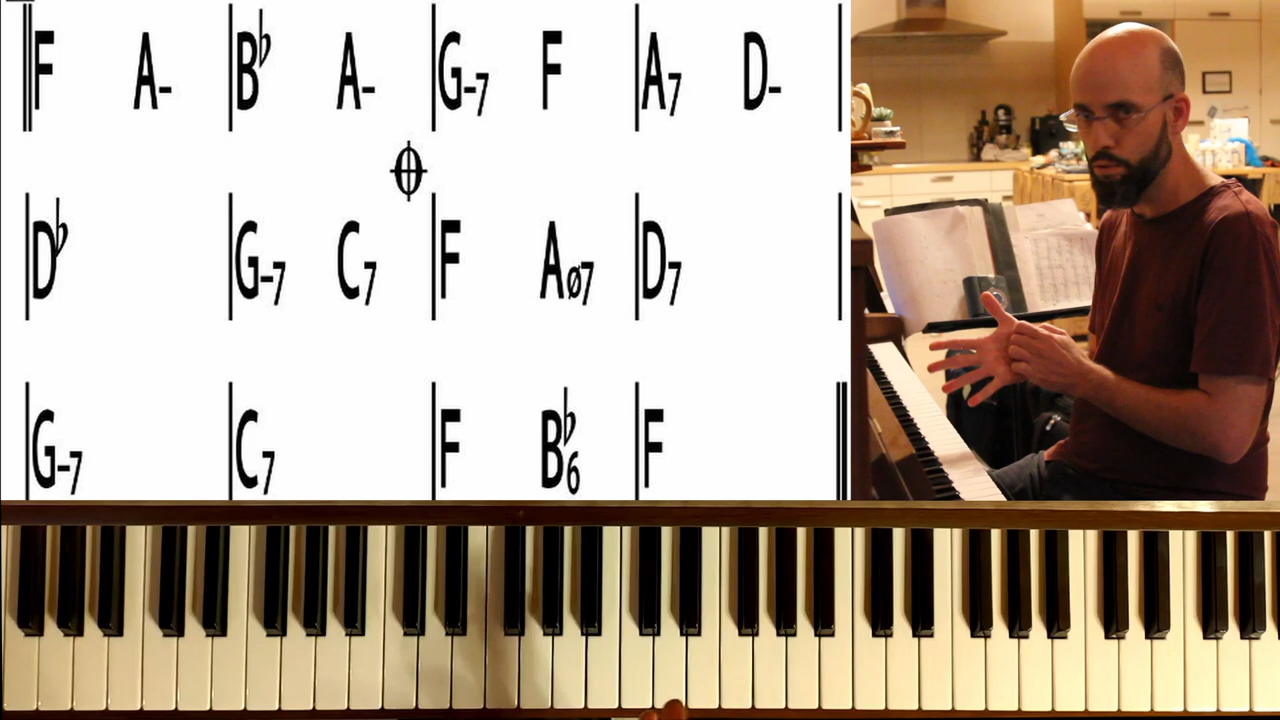 F A- B♭ A- G-7 F A7 D-
D♭ G-7 C7 F Aø7 D7
G-7 C7 F B♭6 F